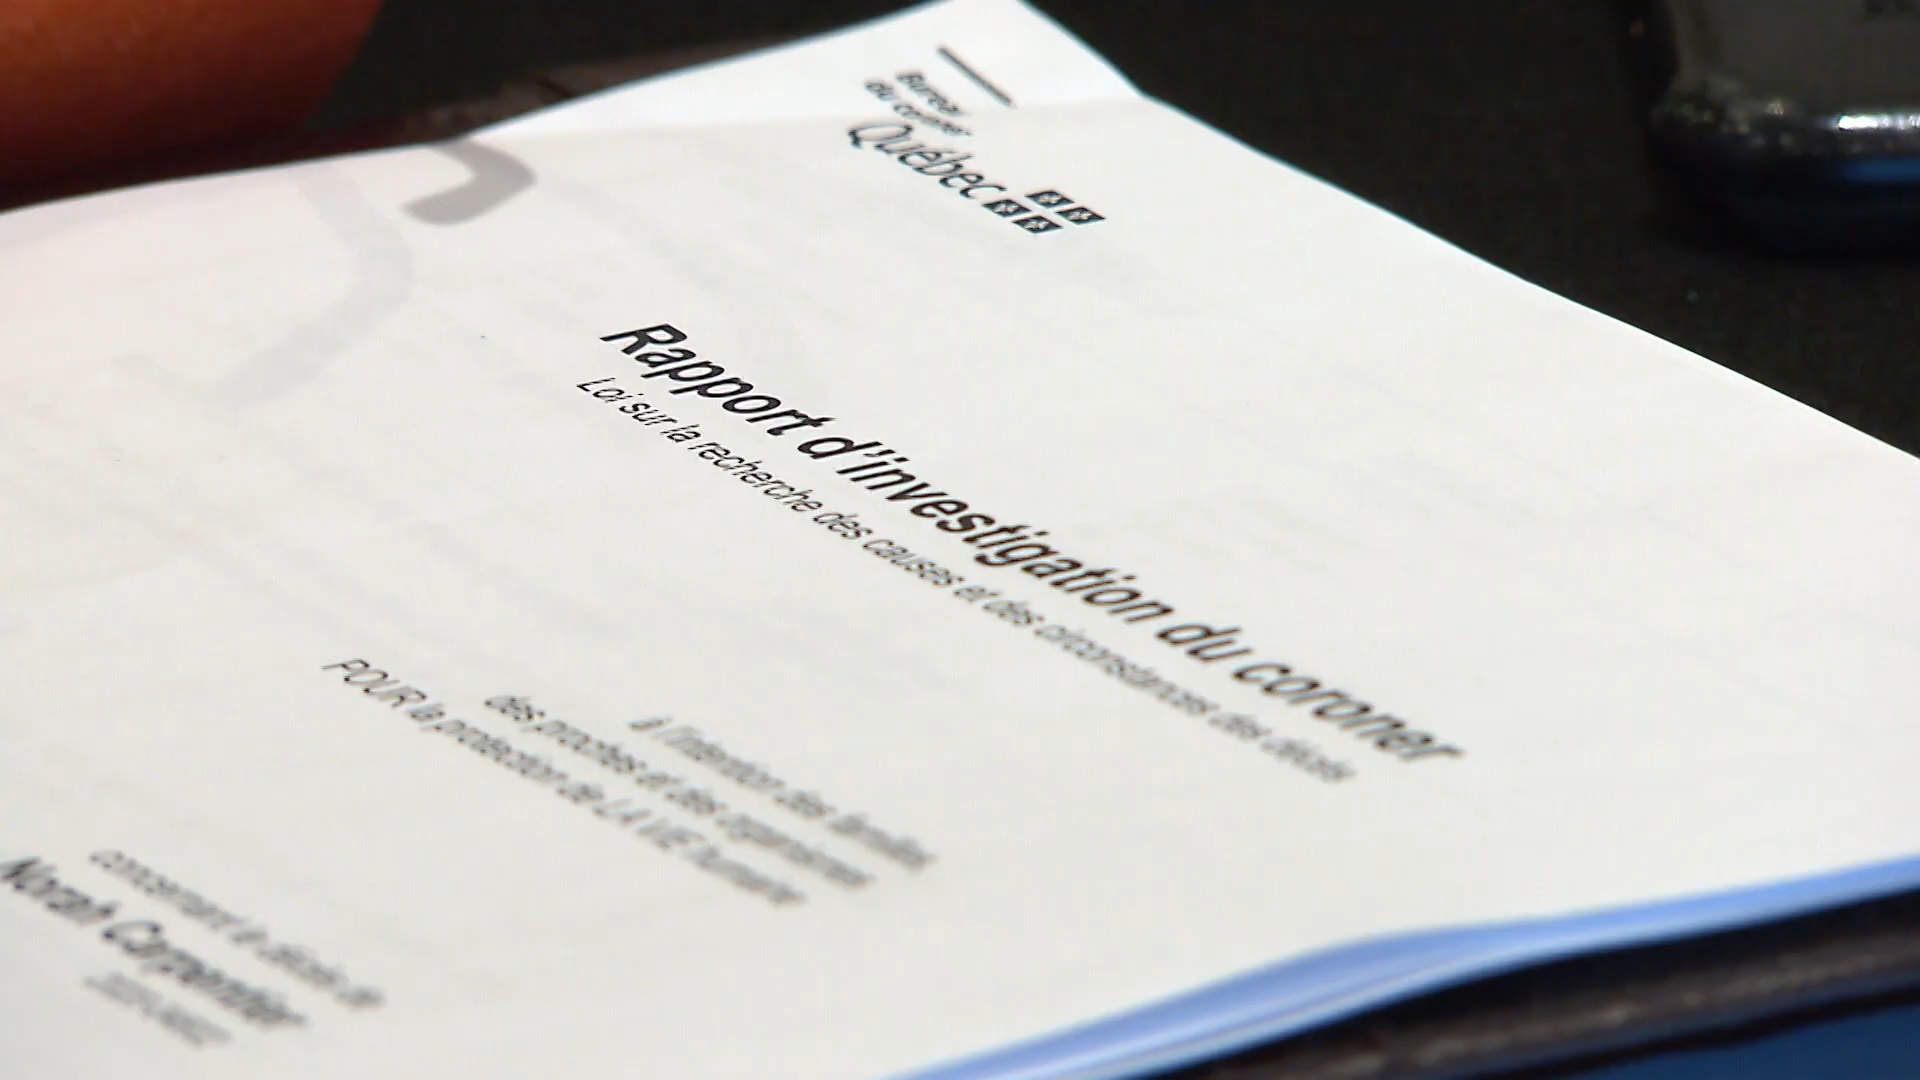 Bureau
du coroner
Québec
Rapport d'investigation du coroner
Loi sur la recherche des causes et des circonstances des décès
à l'intention des familles,
des proches et des organismes
POUR la protection de LA VIE humaine
concernant le décès de
Norah Carpentier